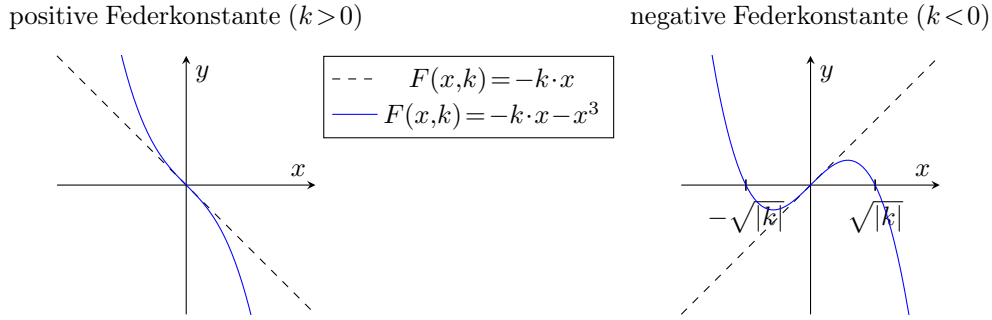 positive Federkonstante (k>0)
negative Federkonstante (k<0)
y
x
F(x,k)=−k·x
F(x,k)=−k·x−x³
y
x
−√|k|
√|k|